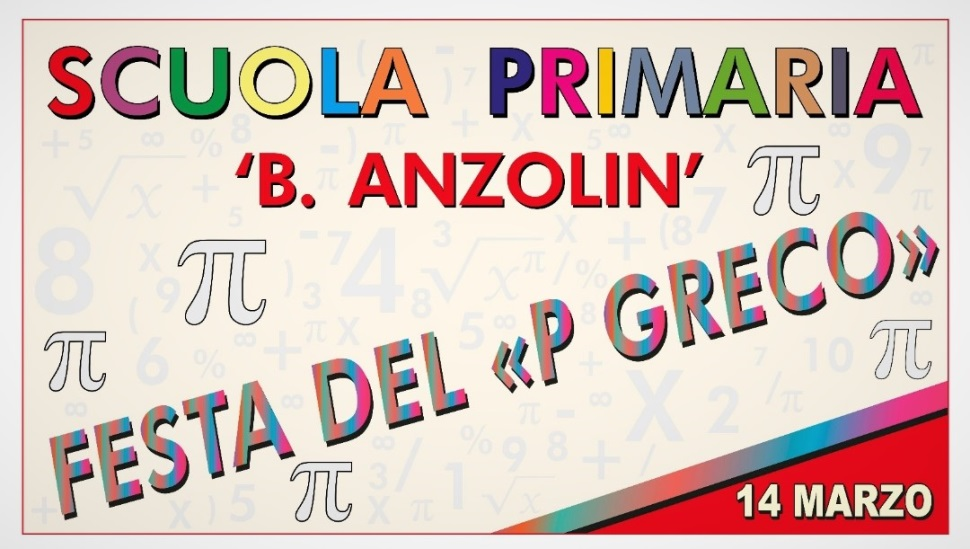 SCUOLA PRIMARIA
‘B. ANZOLIN’
π
π
π
π
π
FESTA DEL «P GRECO»
14 MARZO